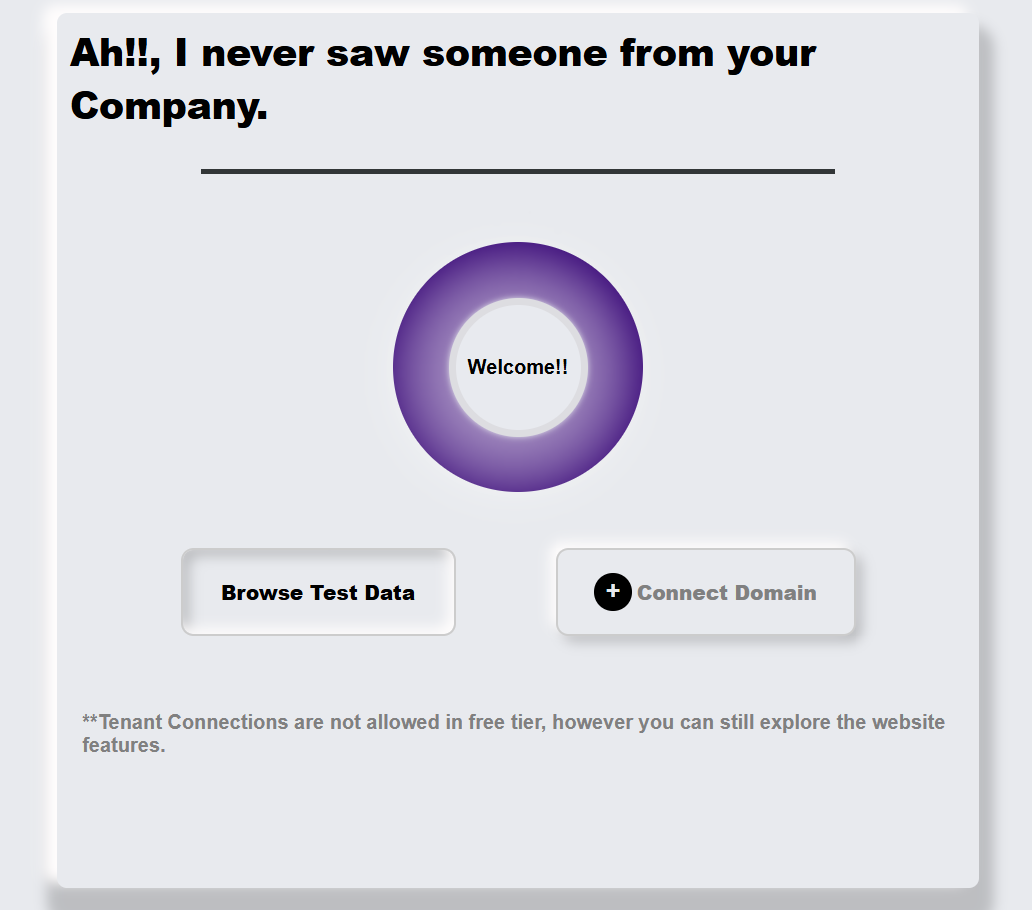 Ah!!, I never saw someone from your
Company.
Welcome!!
Browse Test Data
+ Connect Domain
**Tenant Connections are not allowed in free tier, however you can still explore the website
features.